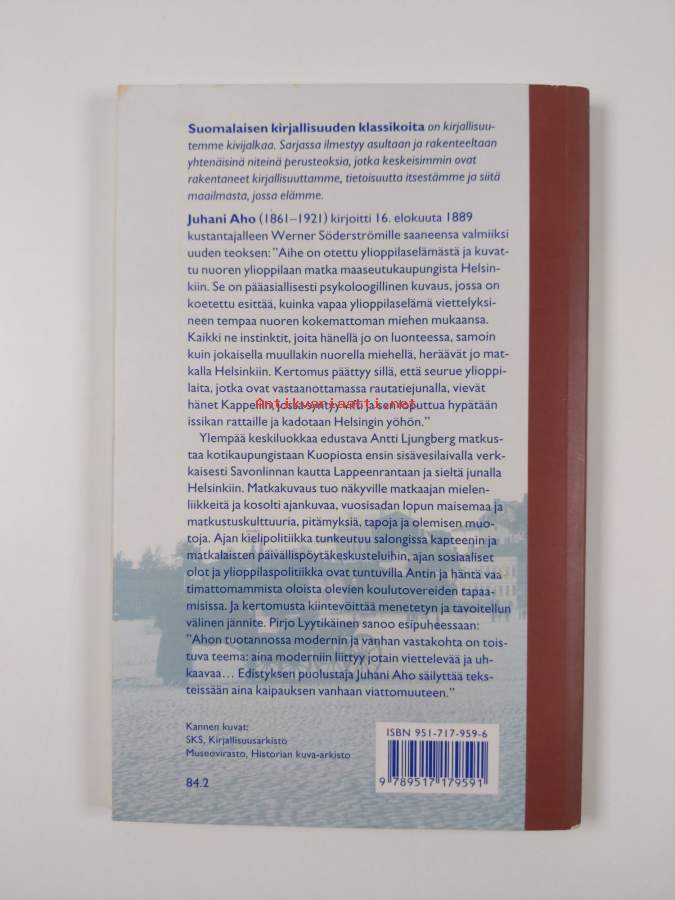 Suomalaisen kirjallisuuden klassikoita on kirjallisuu-
temme kivijalkaa. Sarjassa ilmestyy asultaan ja rakenteeltaan
yhtenäisinä niteinä perusteoksia, jotka keskeisimmin ovat
rakentaneet kirjallisuuttamme, tietoisuutta itsestämme ja siitä
maailmasta, jossa elämme.
Juhani Aho (1861–1921) kirjoitti 16. elokuuta 1889
kustantajalleen Werner Söderströmille saaneensa valmiiksi
uuden teoksen: ”Aihe on otettu ylioppilaselämästä ja kuvat-
tu nuoren ylioppilaan matka maaseutukaupungista Helsin-
kiin. Se on pääasiallisesti psykoloogillinen kuvaus, jossa on
koetettu esittää, kuinka vapaa ylioppilaselämä viettelyksi-
neen tempaa nuoren kokemattoman miehen mukaansa.
Kaikki ne instinktit, joita hänellä jo on luonteessa, samoin
kuin jokaisella muullakin nuorella miehellä, heräävät jo mat-
kalla Helsinkiin. Kertomus päättyy sillä, että seurue ylioppi-
laita, jotka ovat vastaanottamassa rautatiejunalla, vievät
hänet Kappeliin, jossa syntyy ilo ja sen loputtua hypätään
Antikvariaatti.net
issikan rattaille ja kadotaan Helsingin yöhön.”
Ylempää keskiluokkaa edustava Antti Ljungberg matkus-
taa kotikaupungistaan Kuopiosta ensin sisävesilaivalla verk-
kaisesti Savonlinnan kautta Lappeenrantaan ja sieltä junalla
Helsinkiin. Matkakuvaus tuo näkyville matkaajan mielen-
liikkeitä ja kosolti ajankuvaa, vuosisadan lopun maisemaa ja
matkustuskulttuuria, pitämyksiä, tapoja ja olemisen muo-
toja. Ajan kielipolitiikka tunkeutuu salongissa kapteenin ja
matkalaisten päivällispöytäkeskusteluihin, ajan sosiaaliset
olot ja ylioppilaspolitiikka ovat tuntuvilla Antin ja häntä vaa
timattomammista oloista olevien koulutovereiden tapaa-
misissa. Ja kertomusta kiintevöittää menetetyn ja tavoitellun
välinen jännite. Pirjo Lyytikäinen sanoo esipuheessaan:
”Ahon tuotannossa modernin ja vanhan vastakohta on tois-
tuva teema: aina moderniin liittyy jotain viettelevää ja uh-
kaavaa… Edistyksen puolustaja Juhani Aho säilyttää teks-
teissään aina kaipauksen vanhaan viattomuuteen.”
Kannen kuvat:
SKS, Kirjallisuusarkisto
Museovirasto, Historian kuva-arkisto
84.2
ISBN 951-717-959-6
9 789517 179591